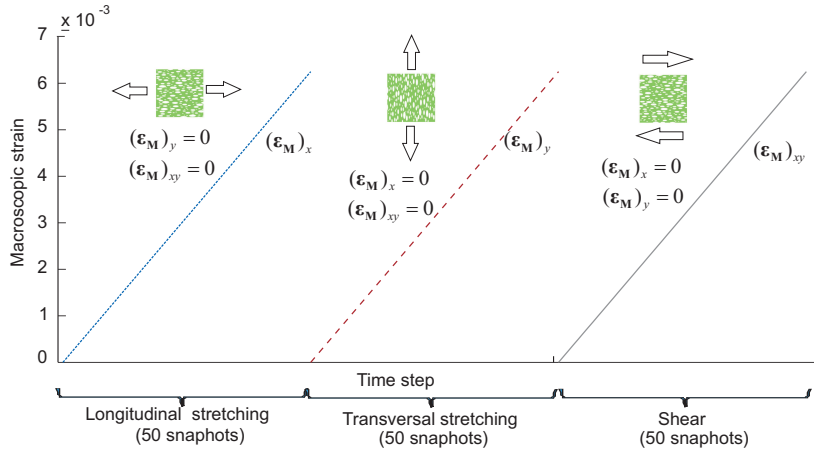 × 10⁻³
7
6
5
4
3
2
1
0
Macroscopic strain
(ε_M)_y = 0
(ε_M)_xy = 0
(ε_M)_x
(ε_M)_x = 0
(ε_M)_xy = 0
(ε_M)_y
(ε_M)_x = 0
(ε_M)_y = 0
(ε_M)_xy
Time step
Longitudinal stretching
(50 snaphots)
Transversal stretching
(50 snaphots)
Shear
(50 snaphots)